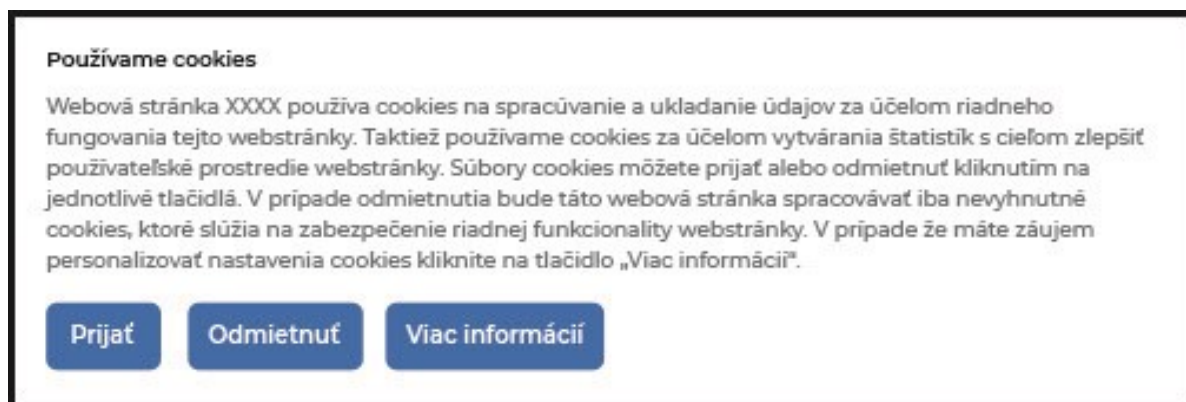 Používame cookies
Webová stránka XXXX používa cookies na spracúvanie a ukladanie údajov za účelom riadneho
fungovania tejto webstránky. Taktiež používame cookies za účelom vytvárania štatistík s cieľom zlepšiť
používateľské prostredie webstránky. Súbory cookies môžete prijať alebo odmietnuť kliknutím na
jednotlivé tlačidlá. V prípade odmietnutia bude táto webová stránka spracovávať iba nevyhnutné
cookies, ktoré slúžia na zabezpečenie riadnej funkcionality webstránky. V prípade že máte záujem
personalizovať nastavenia cookies kliknite na tlačidlo „Viac informácií“.
Prijať Odmietnuť Viac informácií